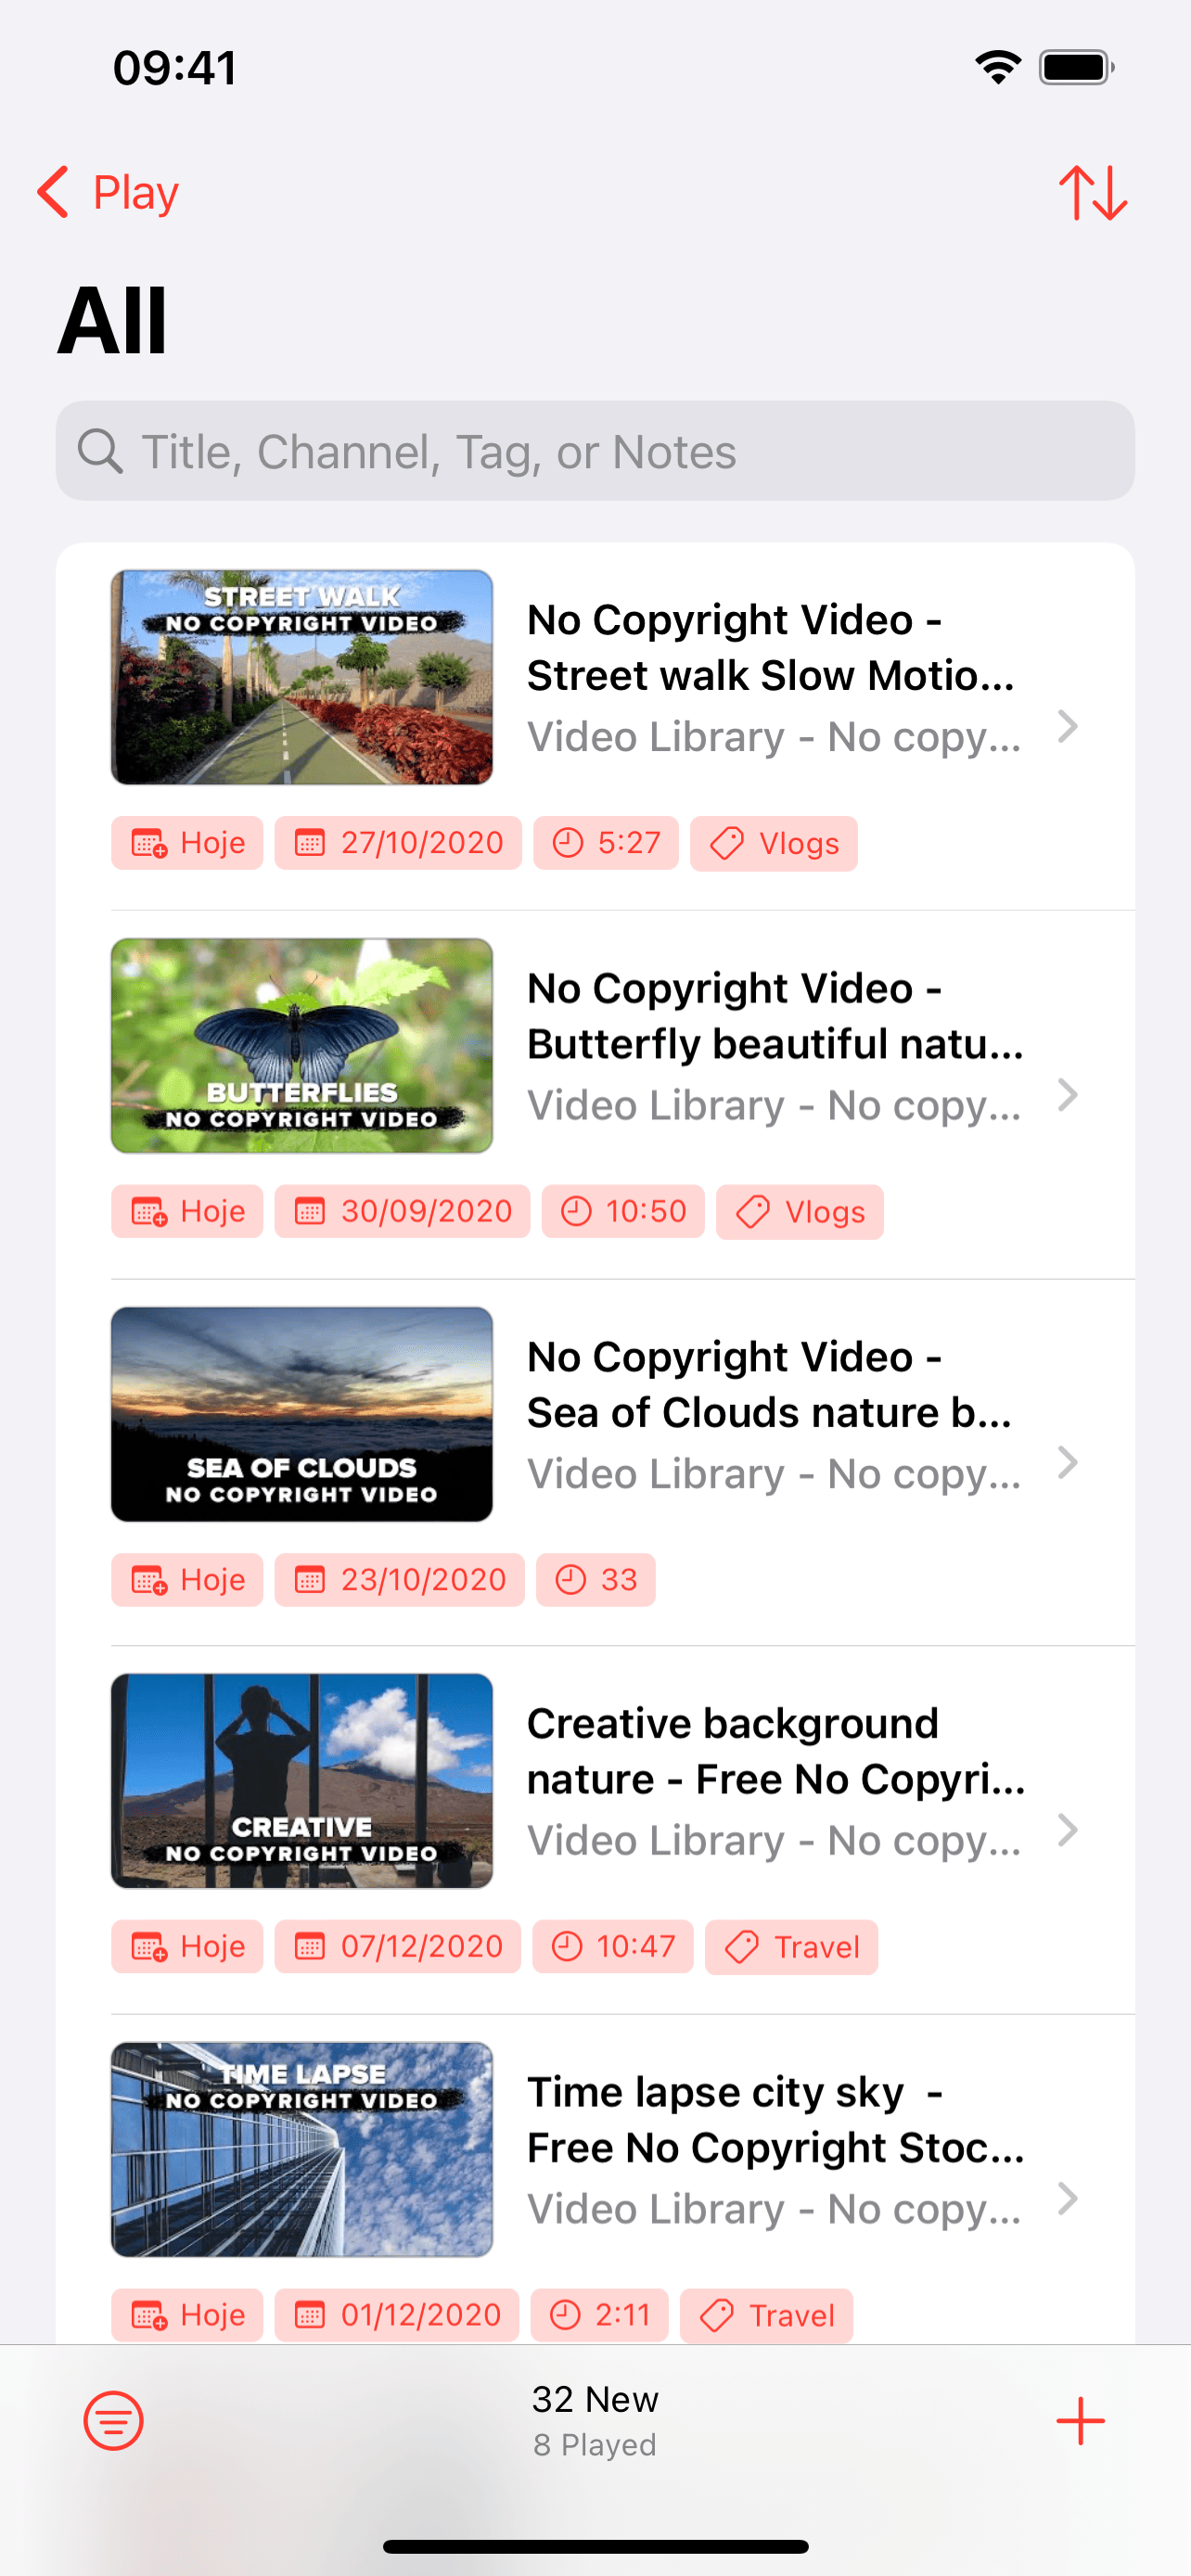 09:41
Play
All
Title, Channel, Tag, or Notes
STREET WALK
NO COPYRIGHT VIDEO
No Copyright Video -
Street walk Slow Motio...
Video Library - No copy...
Hoje 27/10/2020 5:27 Vlogs
BUTTERFLIES
NO COPYRIGHT VIDEO
No Copyright Video -
Butterfly beautiful natu...
Video Library - No copy...
Hoje 30/09/2020 10:50 Vlogs
SEA OF CLOUDS
NO COPYRIGHT VIDEO
No Copyright Video -
Sea of Clouds nature b...
Video Library - No copy...
Hoje 23/10/2020 33
CREATIVE
NO COPYRIGHT VIDEO
Creative background
nature - Free No Copyri...
Video Library - No copy...
Hoje 07/12/2020 10:47 Travel
TIME LAPSE
NO COPYRIGHT VIDEO
Time lapse city sky -
Free No Copyright Stoc...
Video Library - No copy...
Hoje 01/12/2020 2:11 Travel
32 New
8 Played